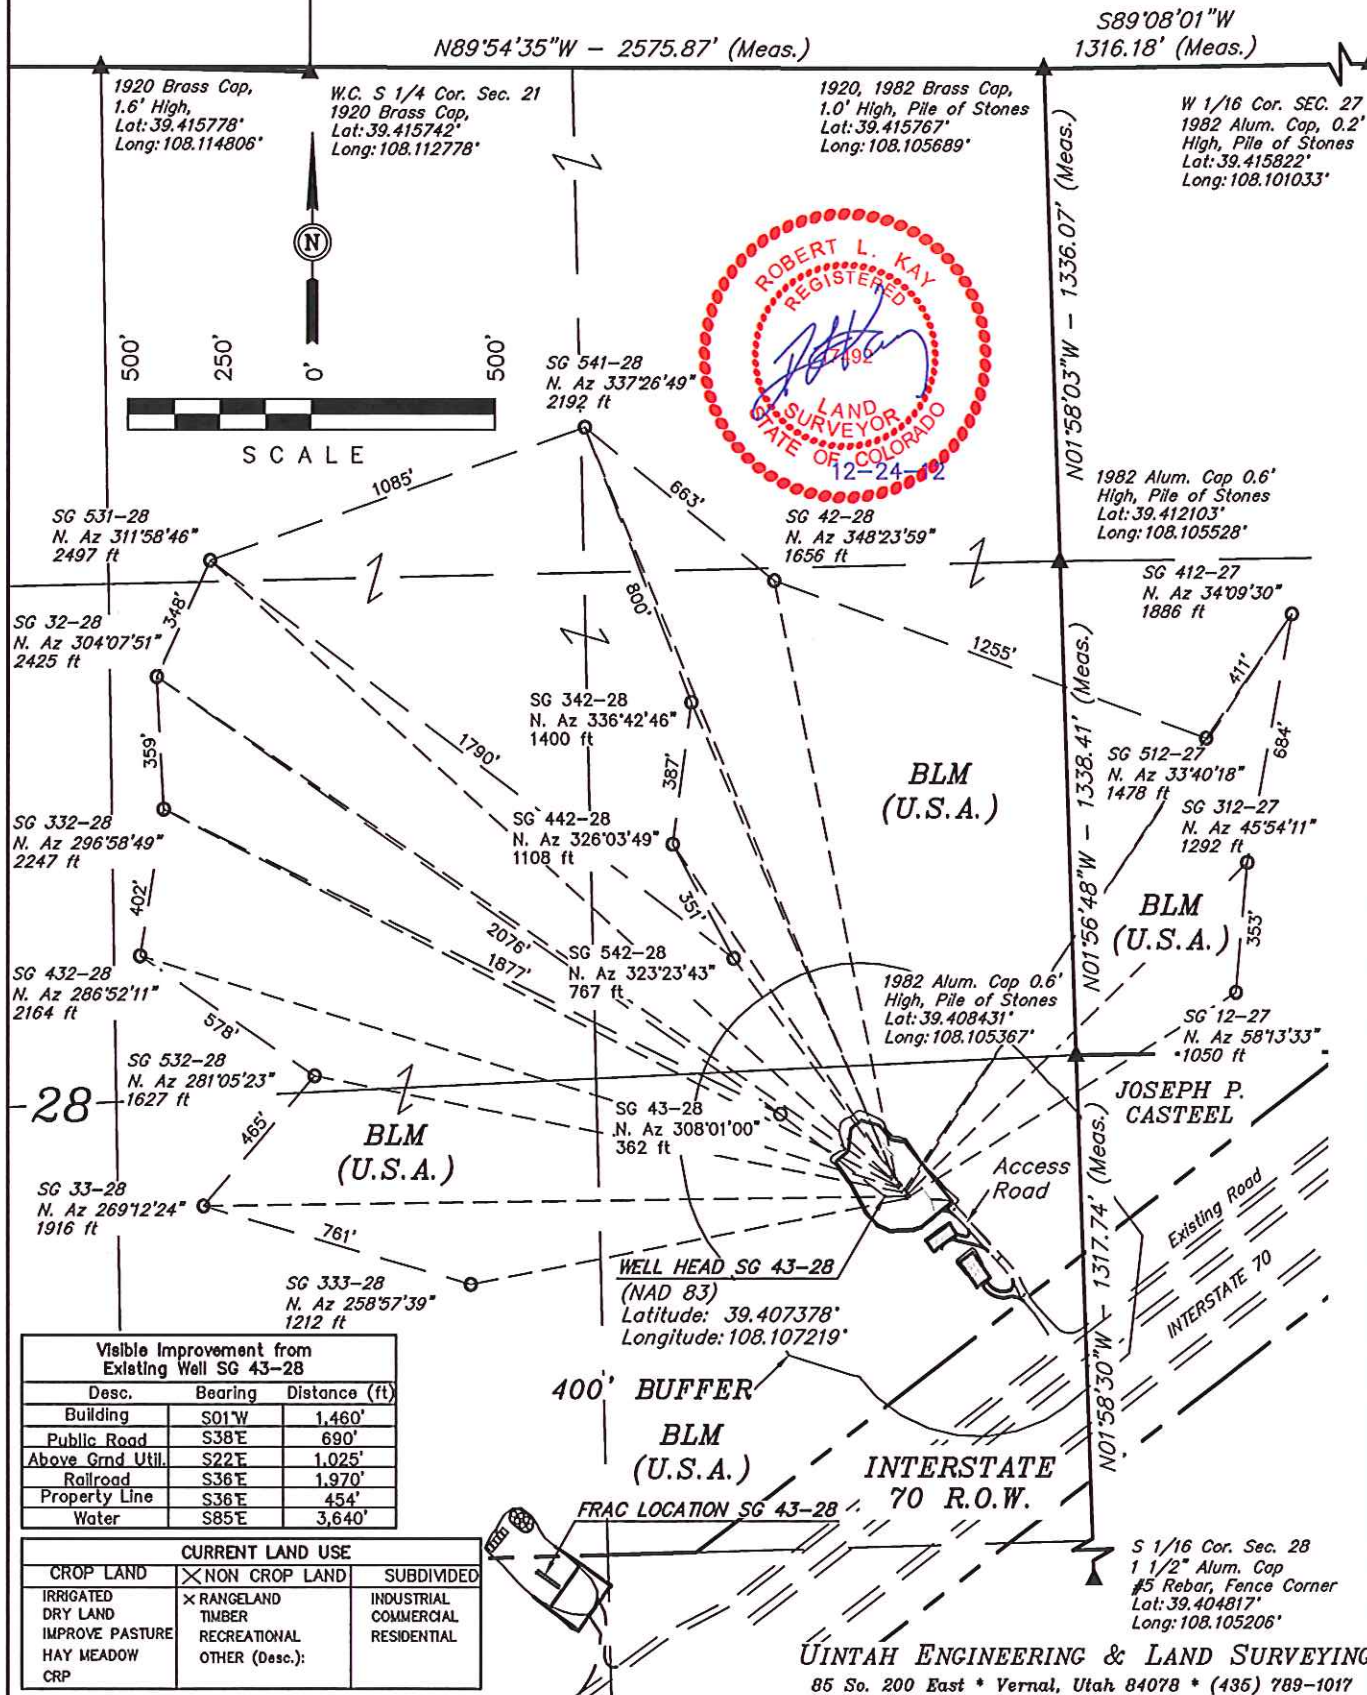 S89°08'01"W
1316.18' (Meas.)
N89°54'35"W - 2575.87' (Meas.)
1920 Brass Cap,
1.6' High,
Lat:39.415778°
Long:108.114806°
W.C. S 1/4 Cor. Sec. 21
1920 Brass Cap,
Lat:39.415742°
Long:108.112778°
1920, 1982 Brass Cap,
1.0' High, Pile of Stones
Lat:39.415767°
Long:108.105689°
W 1/16 Cor. SEC. 27
1982 Alum. Cap, 0.2'
High, Pile of Stones
Lat:39.415822°
Long:108.101033°
N01°58'03"W - 1336.07' (Meas.)
N
500'
250'
0'
500'
SCALE
ROBERT L. KAY
REGISTERED
7492
LAND
SURVEYOR
STATE OF COLORADO
12-24-12
SG 541-28
N. Az 337°26'49"
2192 ft
1085'
663'
SG 531-28
N. Az 311°58'46"
2497 ft
SG 42-28
N. Az 348°23'59"
1656 ft
1982 Alum. Cap 0.6'
High, Pile of Stones
Lat:39.412103°
Long:108.105528°
SG 412-27
N. Az 34°09'30"
1886 ft
348'
800'
SG 32-28
N. Az 304°07'51"
2425 ft
1255'
411'
684'
N01°56'48"W - 1338.41' (Meas.)
SG 342-28
N. Az 336°42'46"
1400 ft
359'
1790'
387'
BLM
(U.S.A.)
SG 512-27
N. Az 33°40'18"
1478 ft
SG 312-27
N. Az 45°54'11"
1292 ft
SG 332-28
N. Az 296°58'49"
2247 ft
SG 442-28
N. Az 326°03'49"
1108 ft
402'
351'
BLM
(U.S.A.)
353'
2076'
1877'
SG 542-28
N. Az 323°23'43"
767 ft
SG 432-28
N. Az 286°52'11"
2164 ft
1982 Alum. Cap 0.6'
High, Pile of Stones
Lat:39.408431°
Long:108.105367°
SG 12-27
N. Az 58°13'33"
1050 ft
578'
SG 532-28
N. Az 281°05'23"
1627 ft
28
JOSEPH P.
CASTEEL
SG 43-28
N. Az 308°01'00"
362 ft
465'
BLM
(U.S.A.)
Access
Road
Existing Road
INTERSTATE 70
N01°58'30"W - 1317.74' (Meas.)
SG 33-28
N. Az 269°12'24"
1916 ft
761'
SG 333-28
N. Az 258°57'39"
1212 ft
WELL HEAD SG 43-28
(NAD 83)
Latitude: 39.407378°
Longitude: 108.107219°
Visible Improvement from
Existing Well SG 43-28
Desc. Bearing Distance (ft)
Building S01°W 1,460'
Public Road S38°E 690'
Above Grnd Util. S22°E 1,025'
Railroad S36°E 1,970'
Property Line S36°E 454'
Water S85°E 3,640'
400' BUFFER
BLM
(U.S.A.)
INTERSTATE
70 R.O.W.
FRAC LOCATION SG 43-28
CURRENT LAND USE
CROP LAND X NON CROP LAND SUBDIVIDED
IRRIGATED X RANGELAND INDUSTRIAL
DRY LAND TIMBER COMMERCIAL
IMPROVE PASTURE RECREATIONAL RESIDENTIAL
HAY MEADOW OTHER (Desc.):
CRP
S 1/16 Cor. Sec. 28
1 1/2" Alum. Cap
#5 Rebar, Fence Corner
Lat:39.404817°
Long:108.105206°
UINTAH ENGINEERING & LAND SURVEYING
85 So. 200 East * Vernal, Utah 84078 * (435) 789-1017